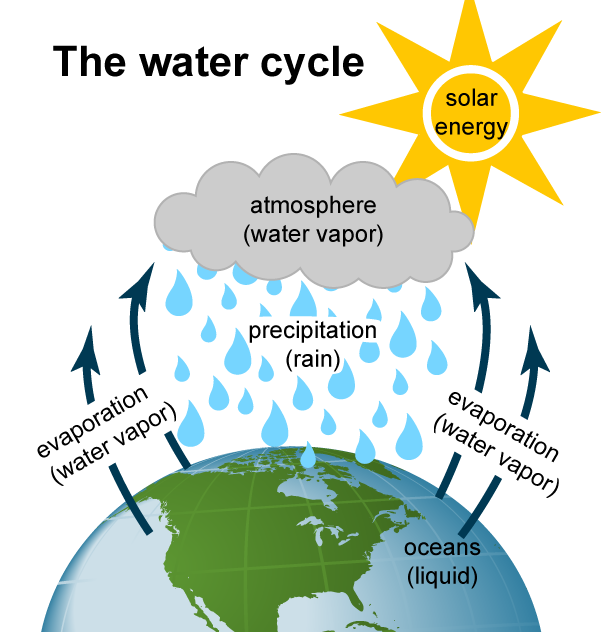 The water cycle
solar
energy
atmosphere
(water vapor)
precipitation
(rain)
evaporation
(water vapor)
evaporation
(water vapor)
oceans
(liquid)